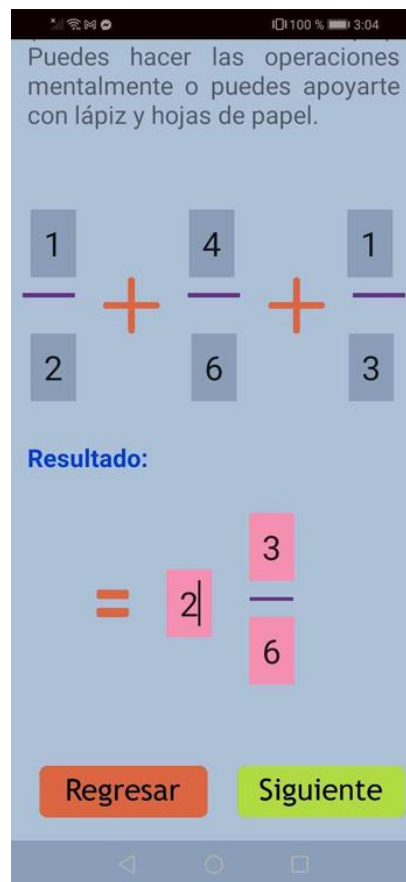 100 % 3:04
Puedes hacer las operaciones
mentalmente o puedes apoyarte
con lápiz y hojas de papel.
1 + 4 + 1
2 6 3
Resultado:
3
= 2
6
Regresar Siguiente